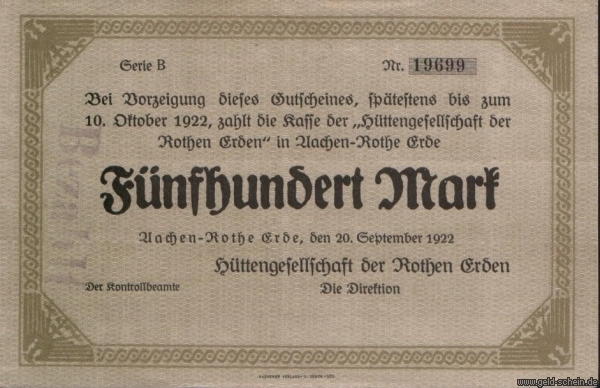 Serie B
Nr. 19699
Bei Vorzeigung dieses Gutscheines, spätestens bis zum
10. Oktober 1922, zahlt die Kasse der „Hüttengesellschaft der
Rothen Erden“ in Aachen-Rothe Erde
Fünfhundert Mark
Aachen-Rothe Erde, den 20. September 1922
Hüttengesellschaft der Rothen Erden
Der Kontrollbeamte
Die Direktion
Bezahlt
www.geld-schein.de